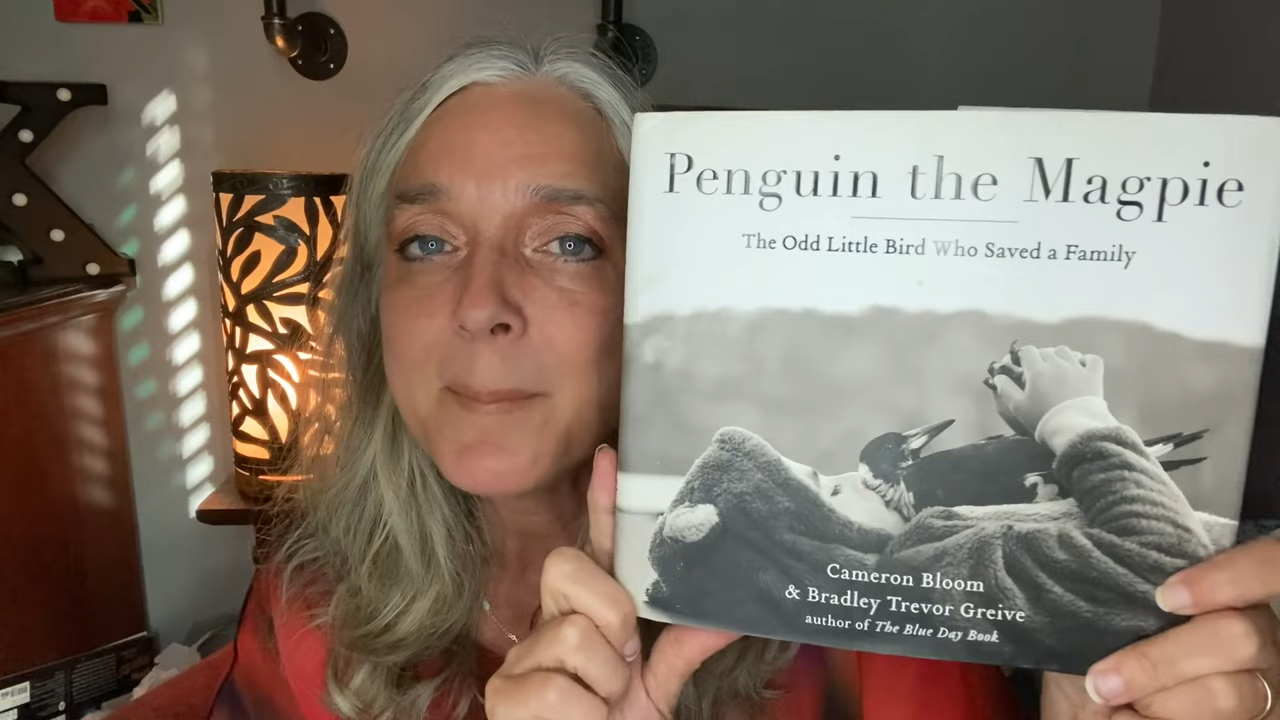 Penguin the Magpie
The Odd Little Bird Who Saved a Family
Cameron Bloom
& Bradley Trevor Greive
author of The Blue Day Book